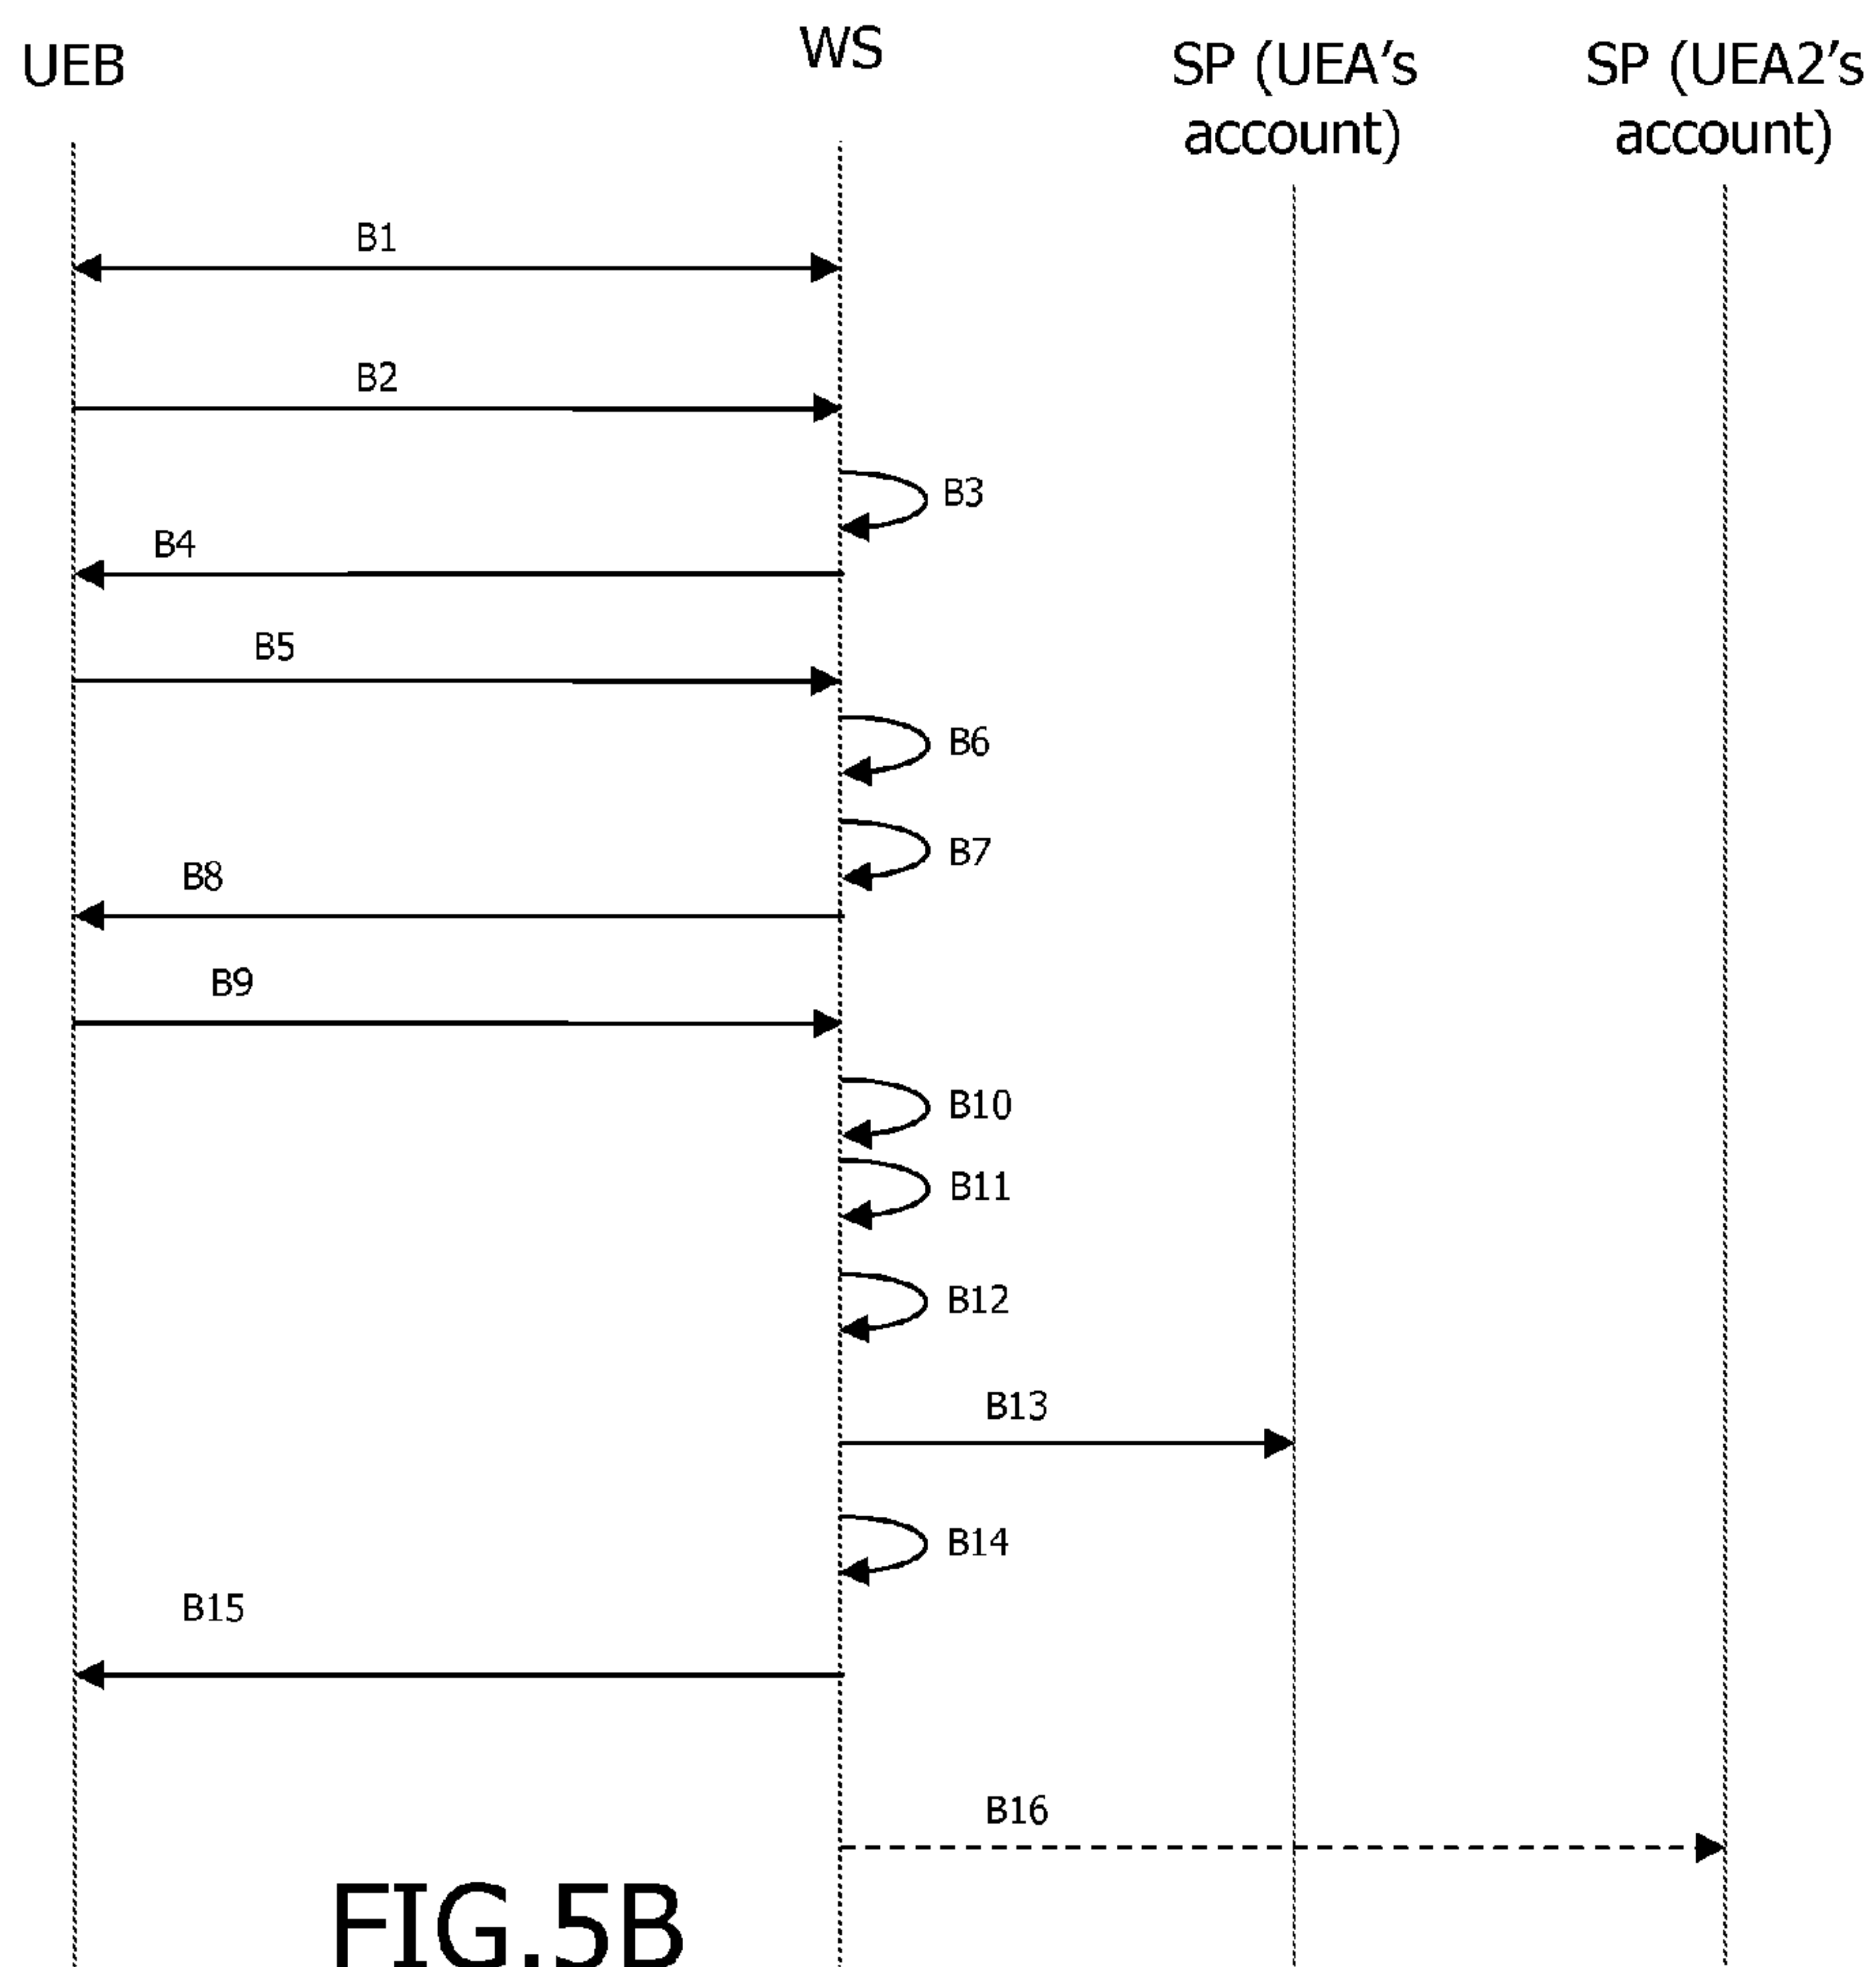 UEB
WS
SP (UEA's
account)
SP (UEA2's
account)
B1
B2
B3
B4
B5
B6
B7
B8
B9
B10
B11
B12
B13
B14
B15
B16
FIG.5B